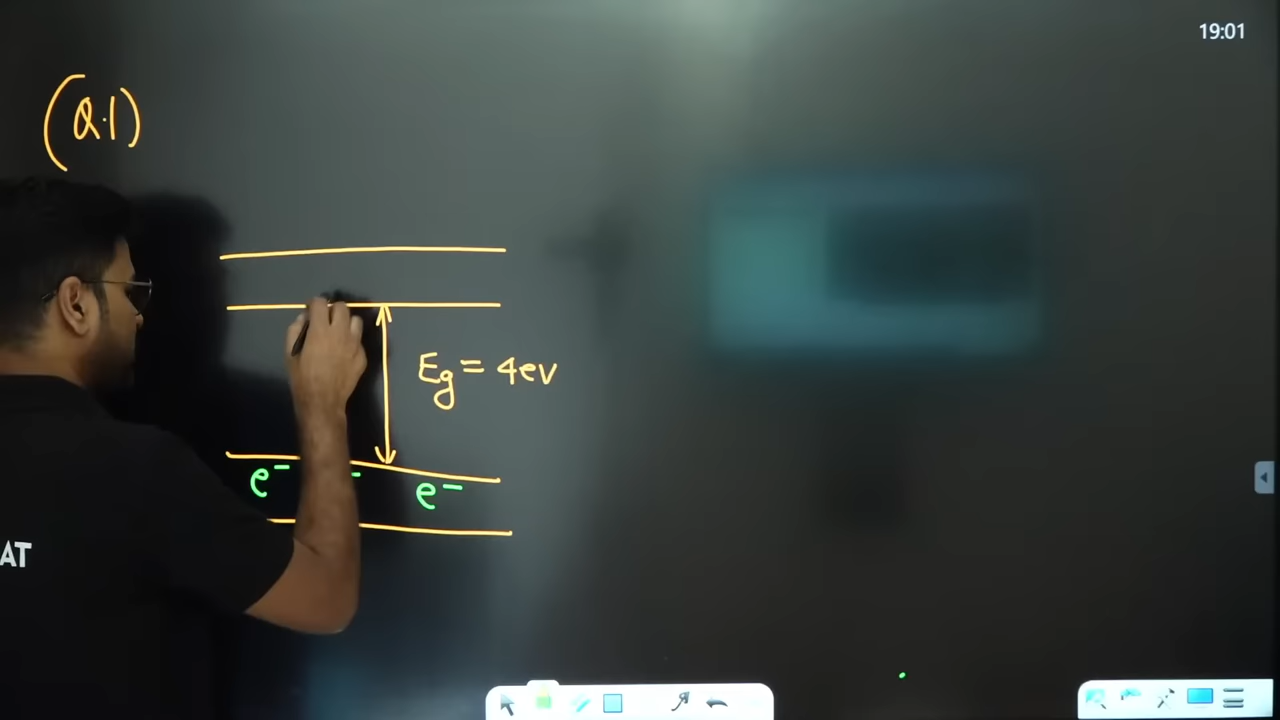 19:01
(Q.1)
Eg = 4ev
e⁻ - e⁻
AT